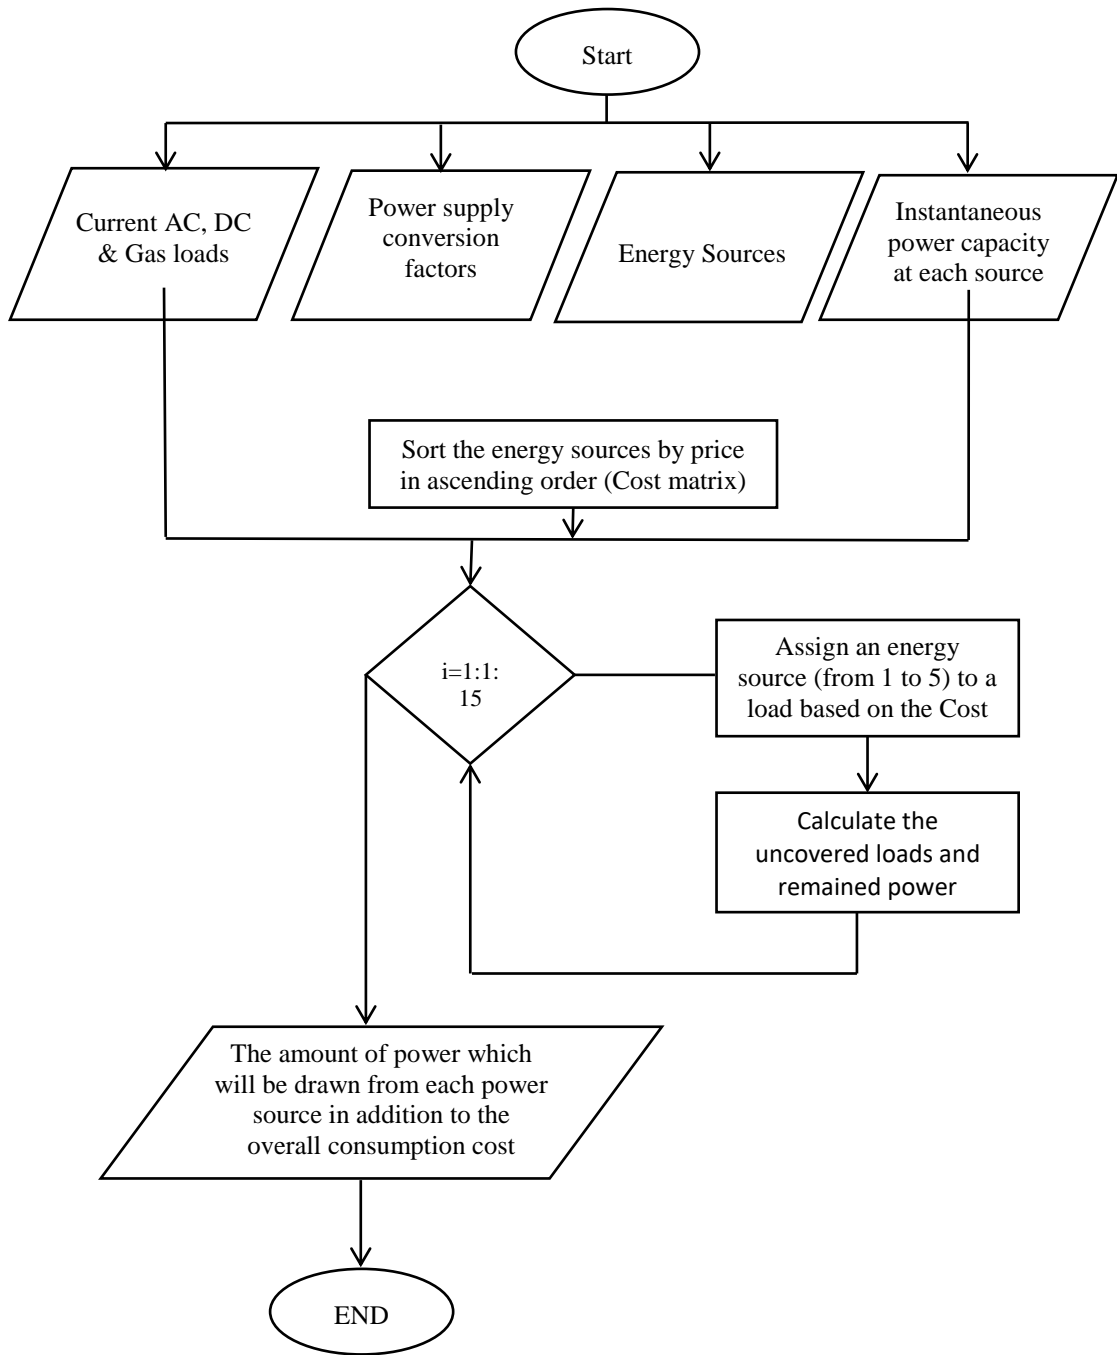 Start
Current AC, DC
& Gas loads
Power supply
conversion
factors
Energy Sources
Instantaneous
power capacity
at each source
Sort the energy sources by price
in ascending order (Cost matrix)
i=1:1:
15
Assign an energy
source (from 1 to 5) to a
load based on the Cost
Calculate the
uncovered loads and
remained power
The amount of power which
will be drawn from each power
source in addition to the
overall consumption cost
END